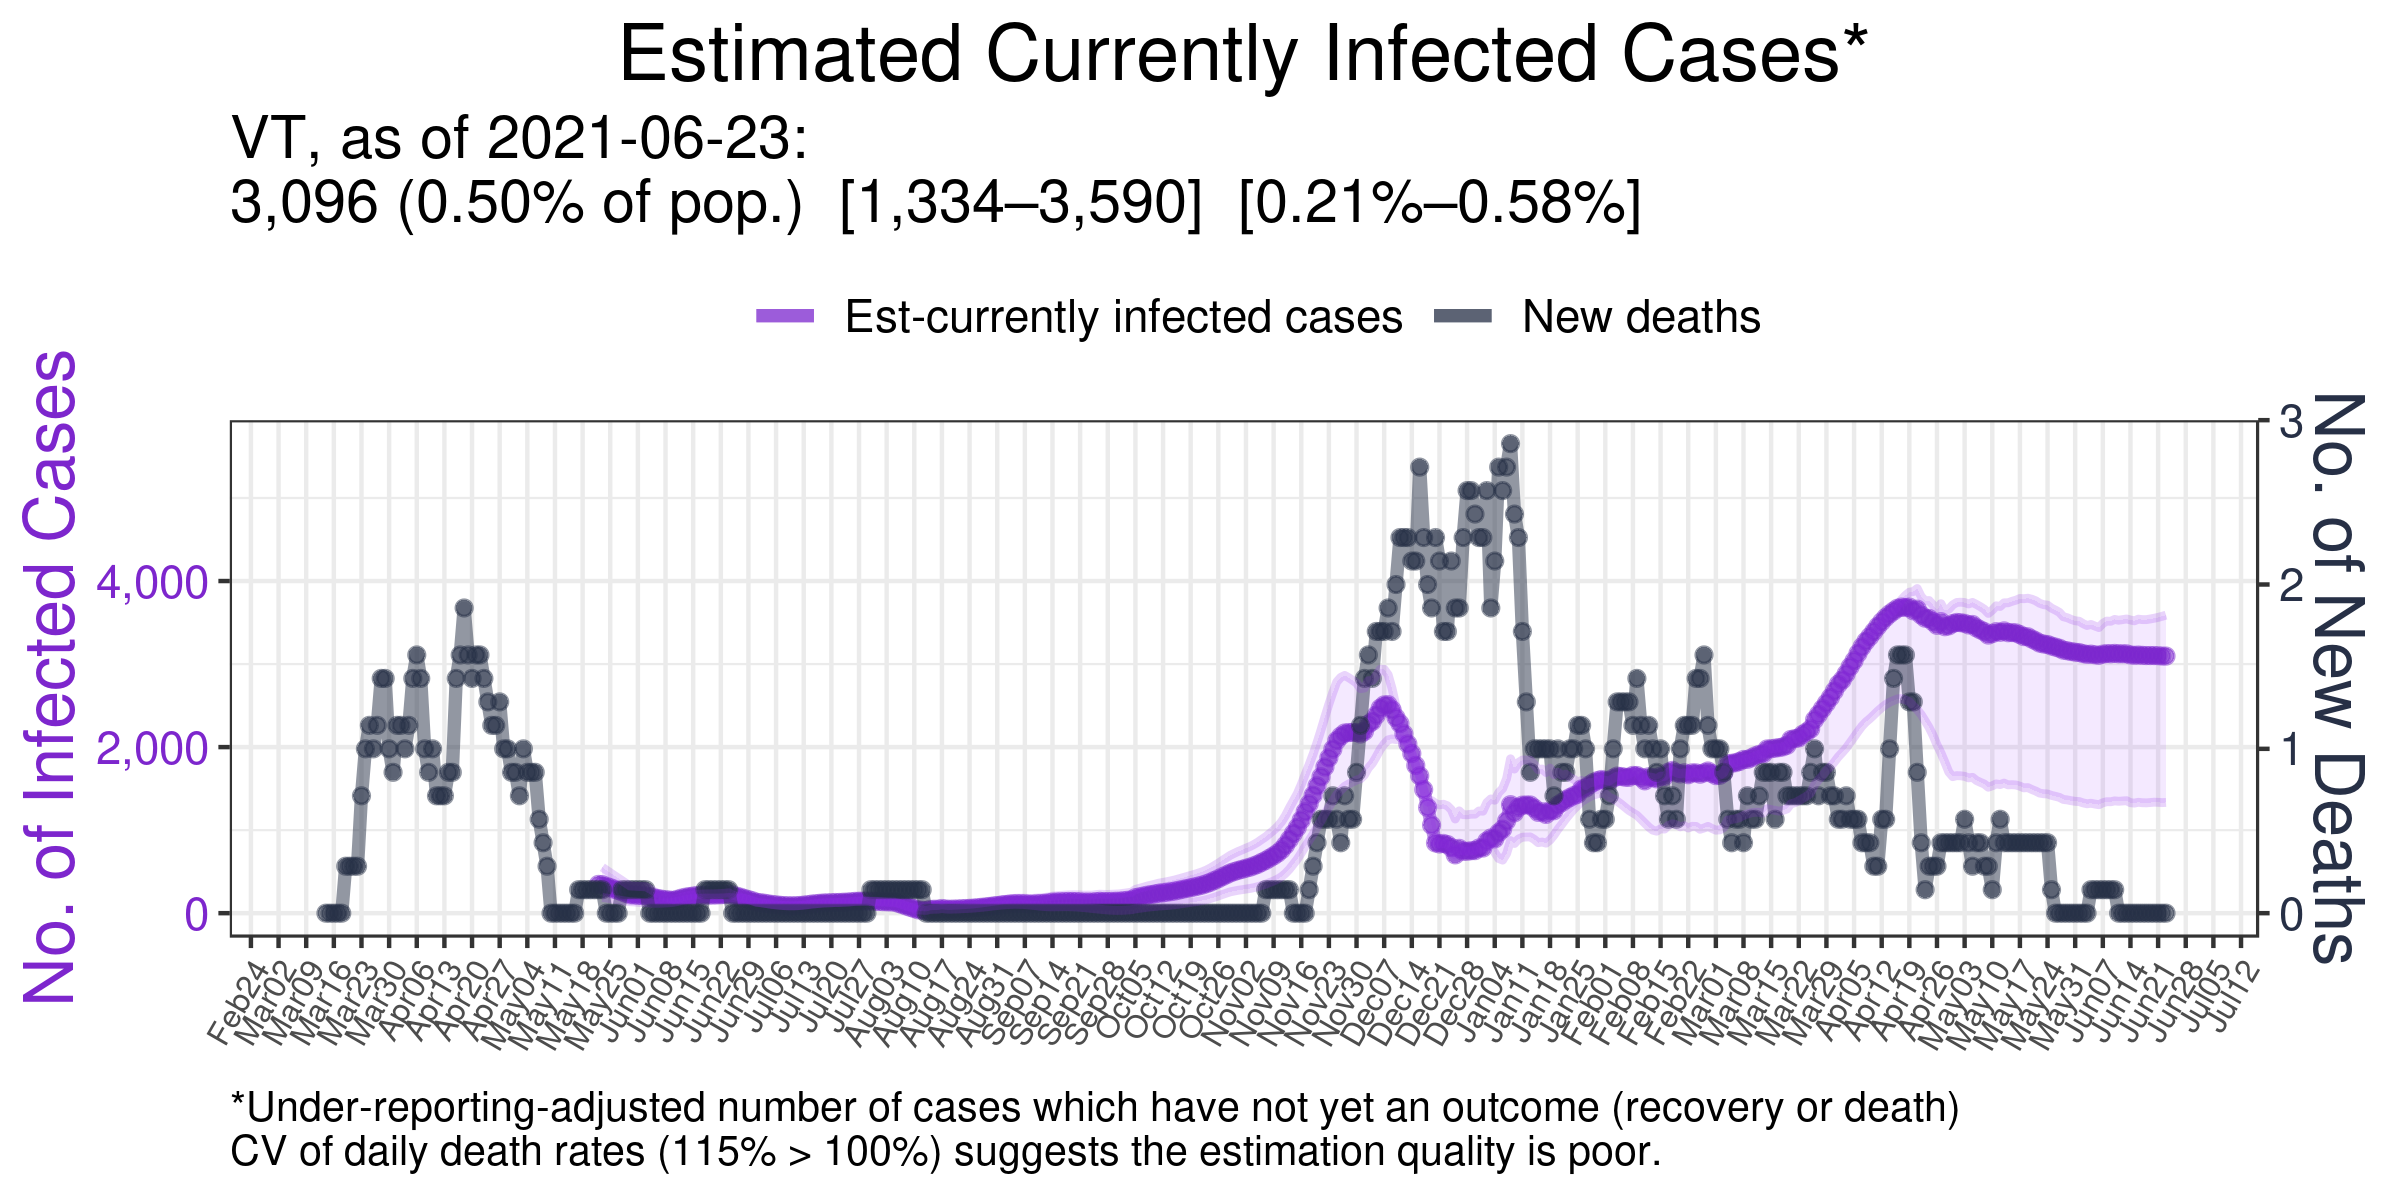 Estimated Currently Infected Cases*
VT, as of 2021-06-23:
3,096 (0.50% of pop.)  [1,334–3,590]  [0.21%–0.58%]
Est-currently infected cases
New deaths
No. of Infected Cases
4,000
2,000
0
3
2
1
0
No. of New Deaths
Feb24
Mar02
Mar09
Mar16
Mar23
Mar30
Apr06
Apr13
Apr20
Apr27
May04
May11
May18
May25
Jun01
Jun08
Jun15
Jun22
Jun29
Jul06
Jul13
Jul20
Jul27
Aug03
Aug10
Aug17
Aug24
Aug31
Sep07
Sep14
Sep21
Sep28
Oct05
Oct12
Oct19
Oct26
Nov02
Nov09
Nov16
Nov23
Nov30
Dec07
Dec14
Dec21
Dec28
Jan04
Jan11
Jan18
Jan25
Feb01
Feb08
Feb15
Feb22
Mar01
Mar08
Mar15
Mar22
Mar29
Apr05
Apr12
Apr19
Apr26
May03
May10
May17
May24
May31
Jun07
Jun14
Jun21
Jun28
Jul05
Jul12
*Under-reporting-adjusted number of cases which have not yet an outcome (recovery or death)
CV of daily death rates (115% > 100%) suggests the estimation quality is poor.